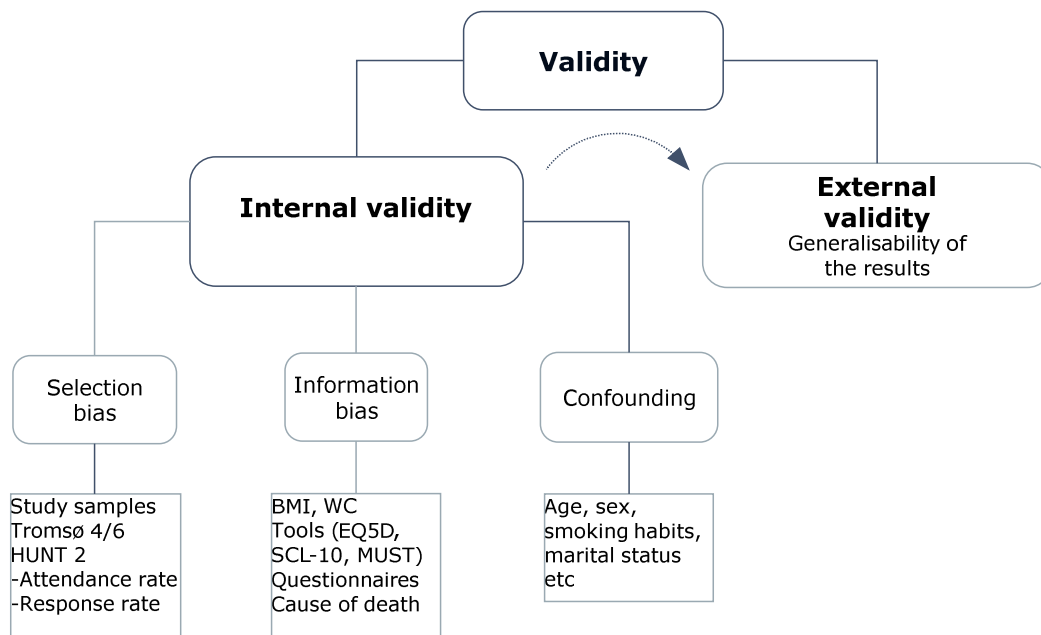 Validity
Internal validity
External
validity
Generalisability of
the results
Selection
bias
Information
bias
Confounding
Study samples
Tromsø 4/6
HUNT 2
-Attendance rate
-Response rate
BMI, WC
Tools (EQ5D,
SCL-10, MUST)
Questionnaires
Cause of death
Age, sex,
smoking habits,
marital status
etc